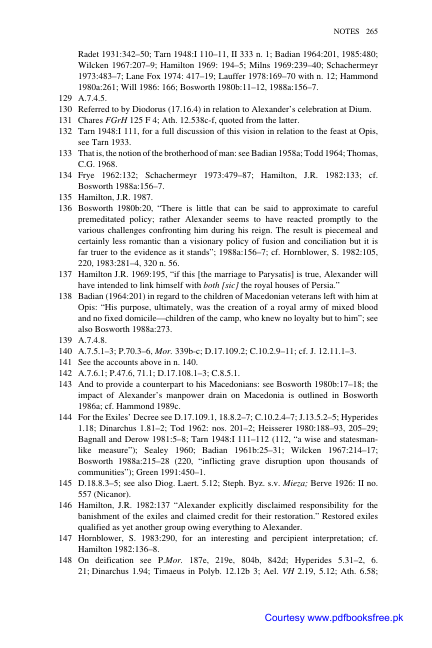 NOTES 265
Radet 1931:342–50; Tarn 1948:I 110–11, II 333 n. 1; Badian 1964:201, 1985:480;
Wilcken 1967:207–9; Hamilton 1969: 194–5; Milns 1969:239–40; Schachermeyr
1973:483–7; Lane Fox 1974: 417–19; Lauffer 1978:169–70 with n. 12; Hammond
1980a:261; Will 1986: 166; Bosworth 1980b:11–12, 1988a:156–7.
129 A.7.4.5.
130 Referred to by Diodorus (17.16.4) in relation to Alexander’s celebration at Dium.
131 Chares FGrH 125 F 4; Ath. 12.538c-f, quoted from the latter.
132 Tarn 1948:I 111, for a full discussion of this vision in relation to the feast at Opis,
see Tarn 1933.
133 That is, the notion of the brotherhood of man: see Badian 1958a; Todd 1964; Thomas,
C.G. 1968.
134 Frye 1962:132; Schachermeyr 1973:479–87; Hamilton, J.R. 1982:133; cf.
Bosworth 1988a:156–7.
135 Hamilton, J.R. 1987.
136 Bosworth 1980b:20, “There is little that can be said to approximate to careful
premeditated policy; rather Alexander seems to have reacted promptly to the
various challenges confronting him during his reign. The result is piecemeal and
certainly less romantic than a visionary policy of fusion and conciliation but it is
far truer to the evidence as it stands”; 1988a:156–7; cf. Hornblower, S. 1982:105,
220, 1983:281–4, 320 n. 56.
137 Hamilton J.R. 1969:195, “if this [the marriage to Parysatis] is true, Alexander will
have intended to link himself with both [sic] the royal houses of Persia.”
138 Badian (1964:201) in regard to the children of Macedonian veterans left with him at
Opis: “His purpose, ultimately, was the creation of a royal army of mixed blood
and no fixed domicile—children of the camp, who knew no loyalty but to him”; see
also Bosworth 1988a:273.
139 A.7.4.8.
140 A.7.5.1–3; P.70.3–6, Mor. 339b-c; D.17.109.2; C.10.2.9–11; cf. J. 12.11.1–3.
141 See the accounts above in n. 140.
142 A.7.6.1; P.47.6, 71.1; D.17.108.1–3; C.8.5.1.
143 And to provide a counterpart to his Macedonians: see Bosworth 1980b:17–18; the
impact of Alexander’s manpower drain on Macedonia is outlined in Bosworth
1986a; cf. Hammond 1989c.
144 For the Exiles’ Decree see D.17.109.1, 18.8.2–7; C.10.2.4–7; J.13.5.2–5; Hyperides
1.18; Dinarchus 1.81–2; Tod 1962: nos. 201–2; Heisserer 1980:188–93, 205–29;
Bagnall and Derow 1981:5–8; Tarn 1948:I 111–112 (112, “a wise and statesman-
like measure”); Sealey 1960; Badian 1961b:25–31; Wilcken 1967:214–17;
Bosworth 1988a:215–28 (220, “inflicting grave disruption upon thousands of
communities”); Green 1991:450–1.
145 D.18.8.3–5; see also Diog. Laert. 5.12; Steph. Byz. s.v. Mieza; Berve 1926: II no.
557 (Nicanor).
146 Hamilton, J.R. 1982:137 “Alexander explicitly disclaimed responsibility for the
banishment of the exiles and claimed credit for their restoration.” Restored exiles
qualified as yet another group owing everything to Alexander.
147 Hornblower, S. 1983:290, for an interesting and percipient interpretation; cf.
Hamilton 1982:136–8.
148 On deification see P.Mor. 187e, 219e, 804b, 842d; Hyperides 5.31–2, 6.
21; Dinarchus 1.94; Timaeus in Polyb. 12.12b 3; Ael. VH 2.19, 5.12; Ath. 6.58;
Courtesy www.pdfbooksfree.pk